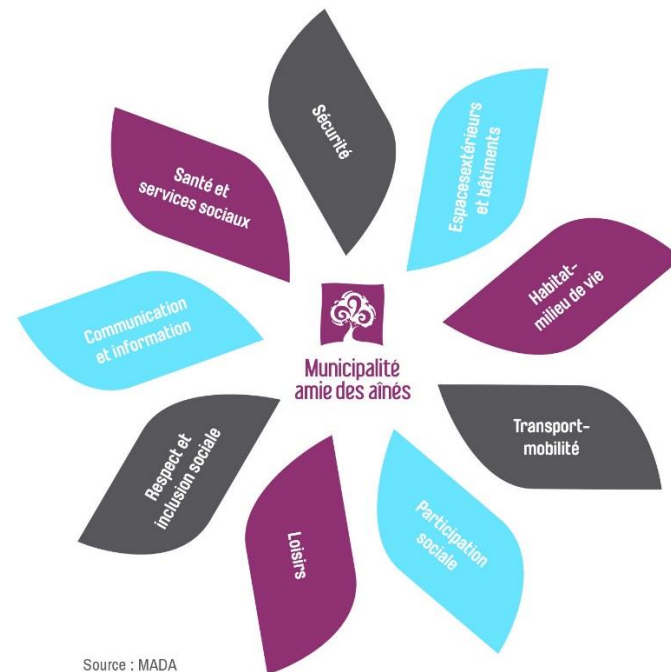 Sécurité
Espacesextérieurs
et bâtiments
Habitat-
milieu de vie
Transport-
mobilité
Participation
sociale
Loisirs
Respect et
inclusion sociale
Communication
et information
Santé et
services sociaux
Municipalité
amie des aînés
Source : MADA